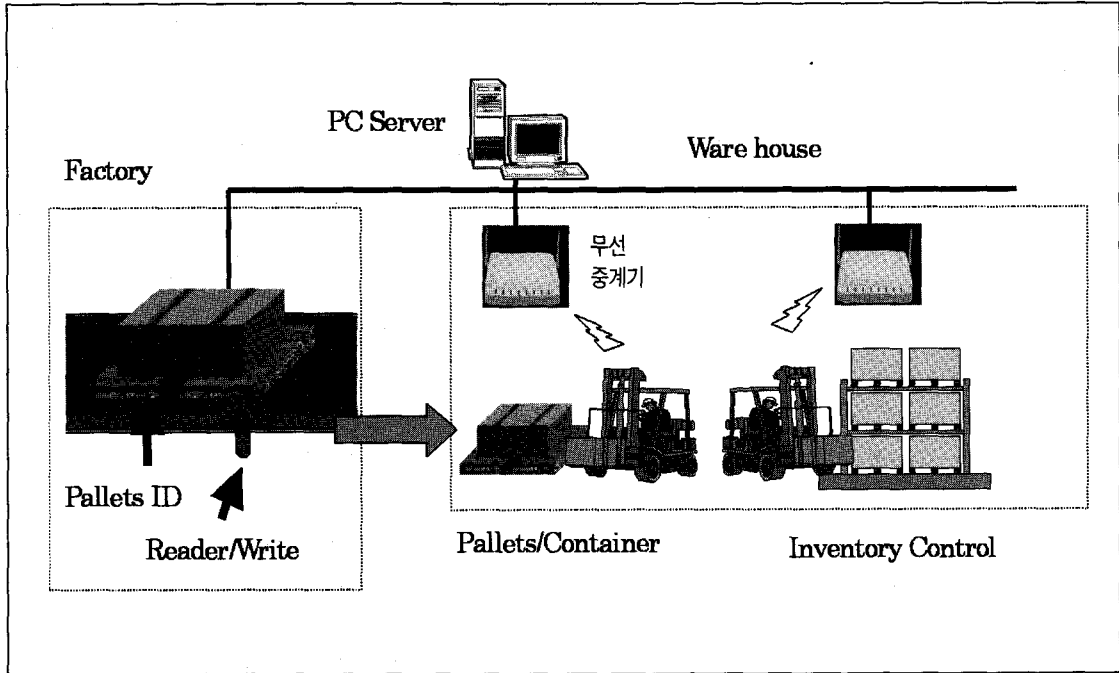 PC Server
Ware house
Factory
무선
중계기
Pallets ID
Reader/Write
Pallets/Container
Inventory Control